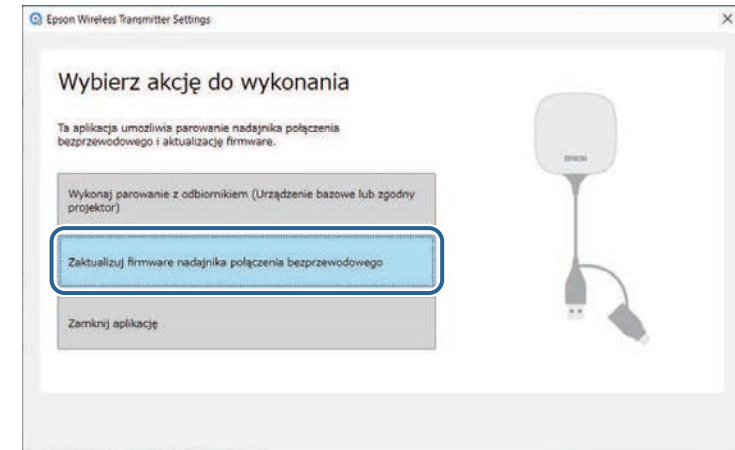 Epson Wireless Transmitter Settings
Wybierz akcję do wykonania
Ta aplikacja umożliwia parowanie nadajnika połączenia
bezprzewodowego i aktualizację firmware.
EPSON
Wykonaj parowanie z odbiornikiem (Urządzenie bazowe lub zgodny
projektor)
Zaktualizuj firmware nadajnika połączenia bezprzewodowego
Zamknij aplikację